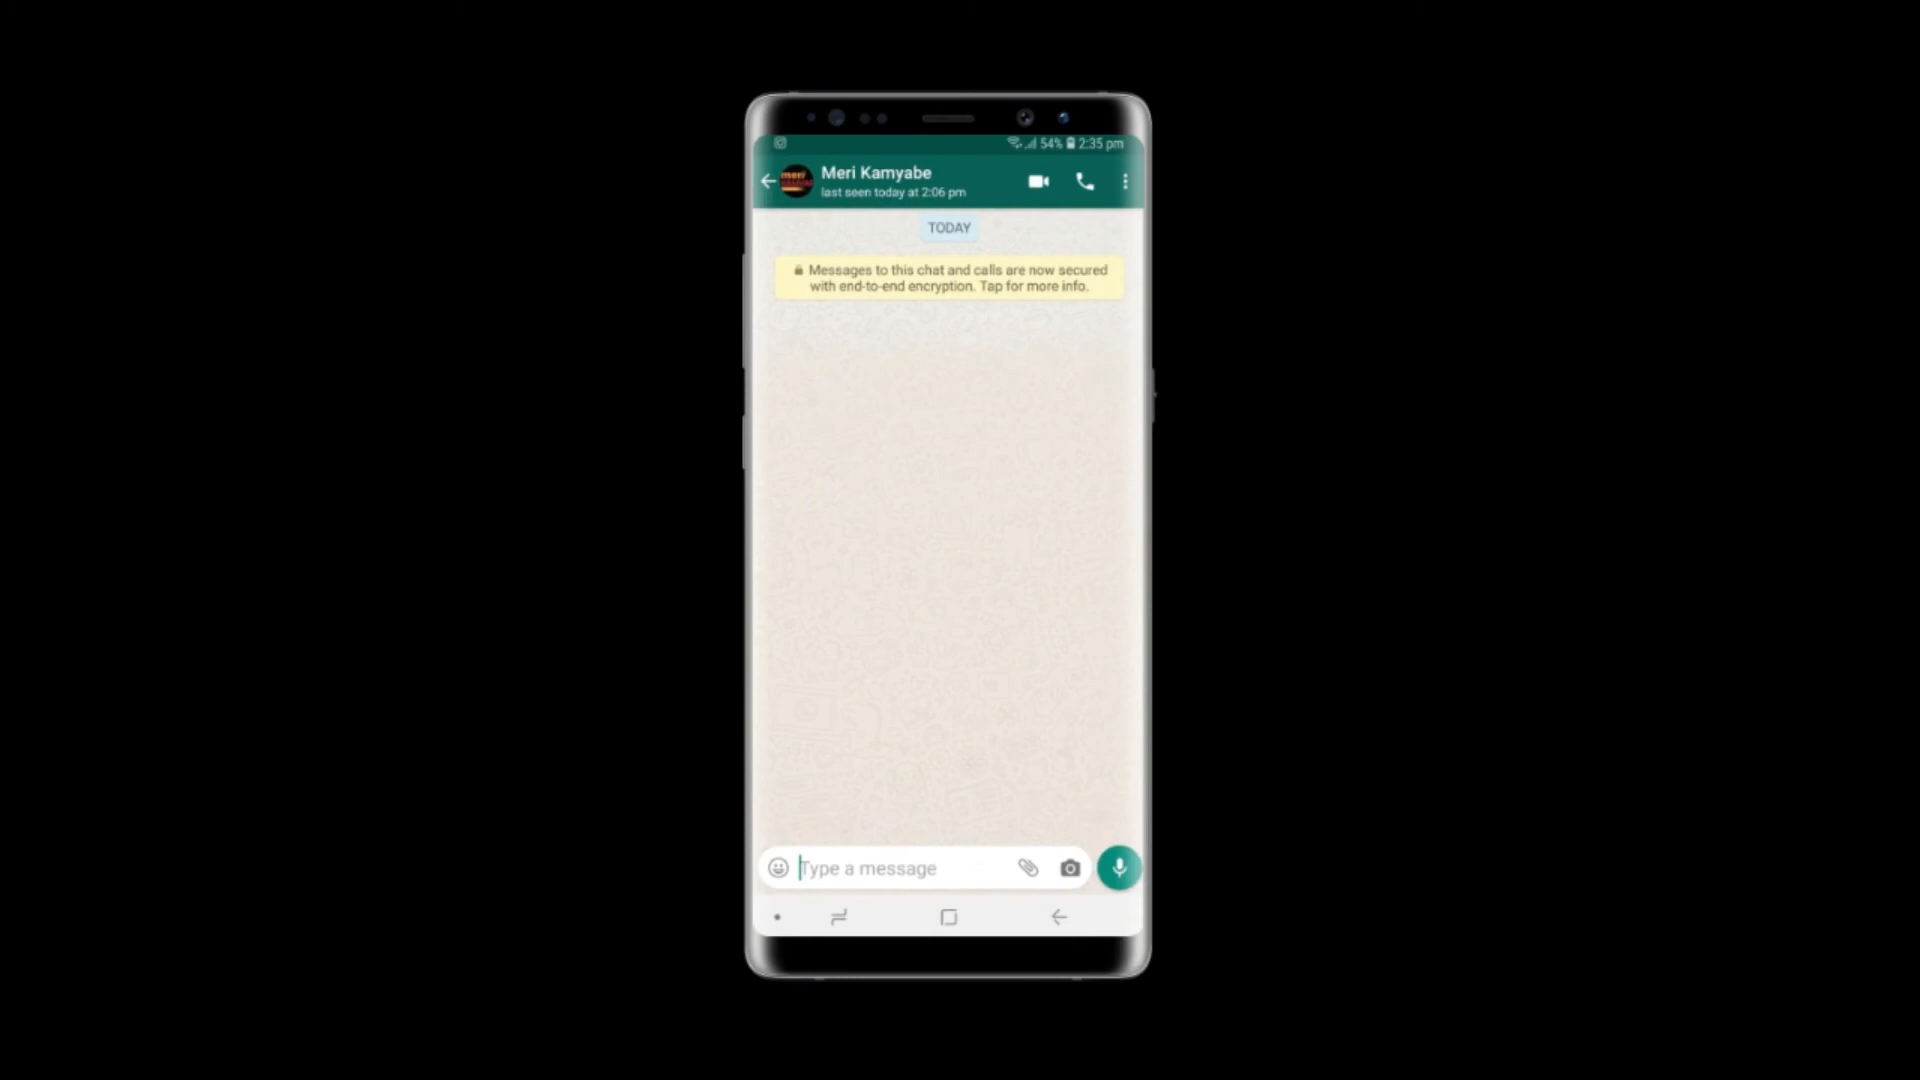 54% 2:35 pm
Meri Kamyabe
last seen today at 2:06 pm
TODAY
Messages to this chat and calls are now secured
with end-to-end encryption. Tap for more info.
Type a message